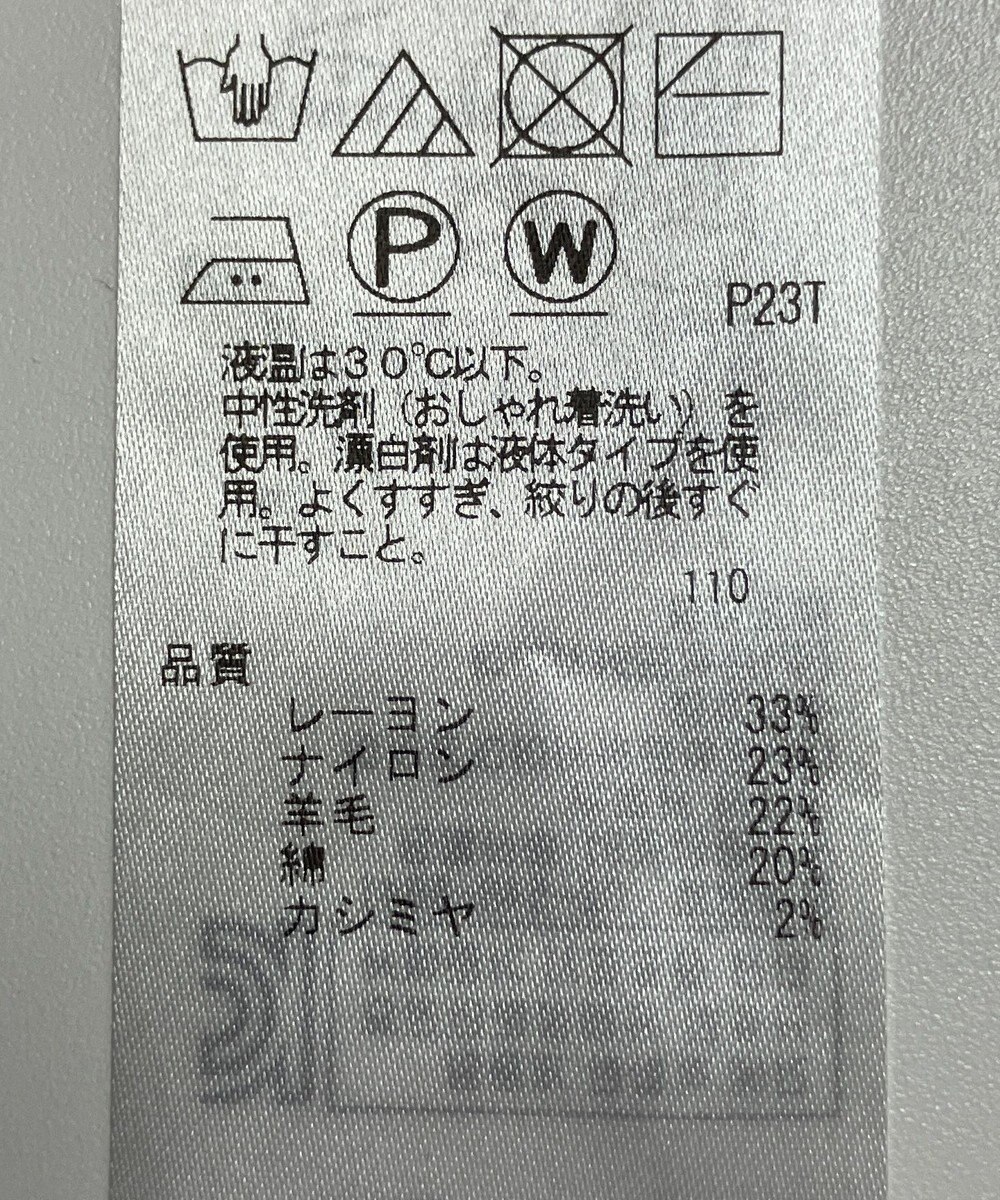 P
W
P23T
液温は30℃以下。
中性洗剤(おしゃれ着洗い)を
使用。漂白剤は液体タイプを使
用。よくすすぎ、絞りの後すぐ
に干すこと。
110
品質
レーヨン 33%
ナイロン 23%
羊毛 22%
綿 20%
カシミヤ 2%